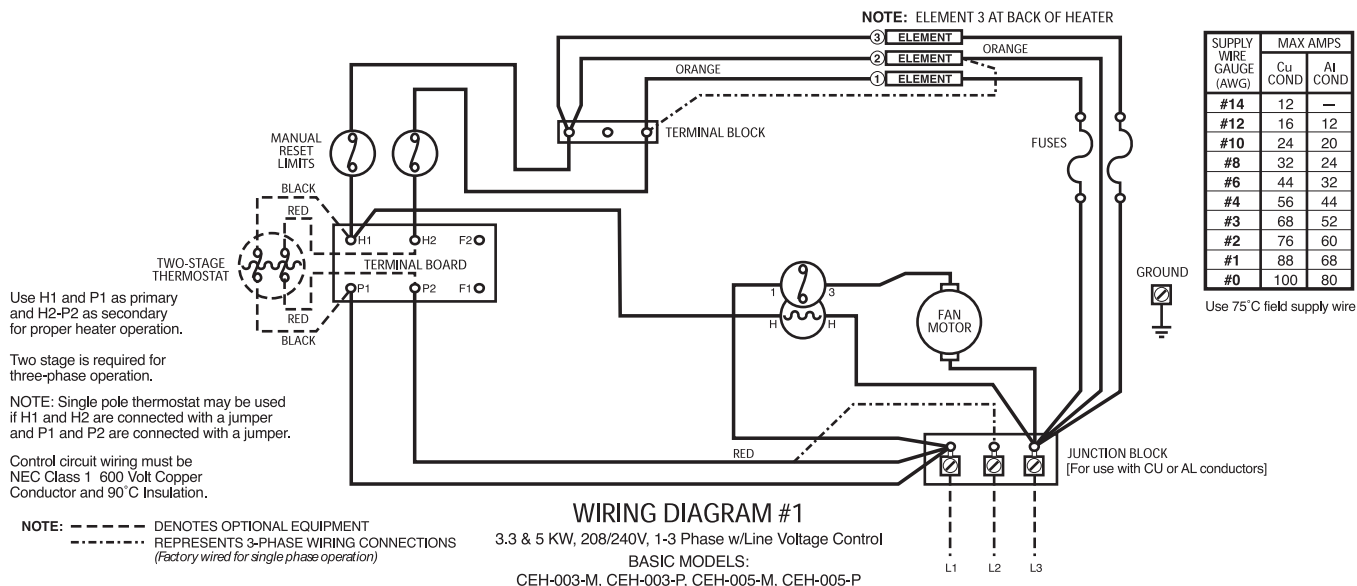 NOTE: ELEMENT 3 AT BACK OF HEATER
3 ELEMENT
ORANGE
2 ELEMENT
ORANGE
1 ELEMENT
TERMINAL BLOCK
MANUAL
RESET
LIMITS
FUSES
BLACK
RED
H1 H2 F2
TWO-STAGE
THERMOSTAT
TERMINAL BOARD
P1 P2 F1
RED
BLACK
1 3
H H
FAN
MOTOR
GROUND
RED
JUNCTION BLOCK
[For use with CU or AL conductors]
L1 L2 L3
SUPPLY
WIRE
GAUGE
(AWG)
MAX AMPS
Cu
COND
Al
COND
#14 12 —
#12 16 12
#10 24 20
#8 32 24
#6 44 32
#4 56 44
#3 68 52
#2 76 60
#1 88 68
#0 100 80
Use 75°C field supply wire
Use H1 and P1 as primary
and H2-P2 as secondary
for proper heater operation.
Two stage is required for
three-phase operation.
NOTE: Single pole thermostat may be used
if H1 and H2 are connected with a jumper
and P1 and P2 are connected with a jumper.
Control circuit wiring must be
NEC Class 1 600 Volt Copper
Conductor and 90°C Insulation.
NOTE: DENOTES OPTIONAL EQUIPMENT
REPRESENTS 3-PHASE WIRING CONNECTIONS
(Factory wired for single phase operation)
WIRING DIAGRAM #1
3.3 & 5 KW, 208/240V, 1-3 Phase w/Line Voltage Control
BASIC MODELS:
CEH-003-M, CEH-003-P, CEH-005-M, CEH-005-P